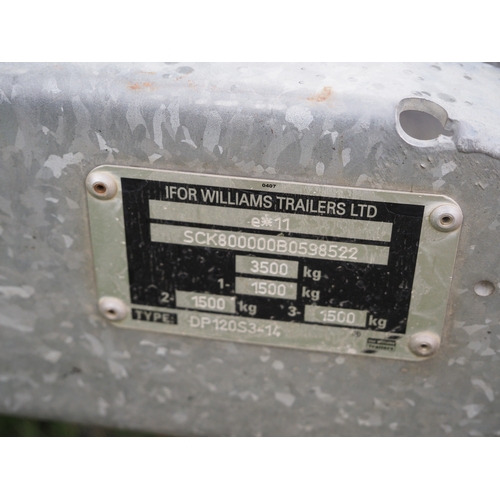 0407
IFOR WILLIAMS TRAILERS LTD
e*11
SCK800000B0598522
3500 kg
1- 1500 kg
2- 1500 kg 3- 1500 kg
TYPE: DP120S3-14